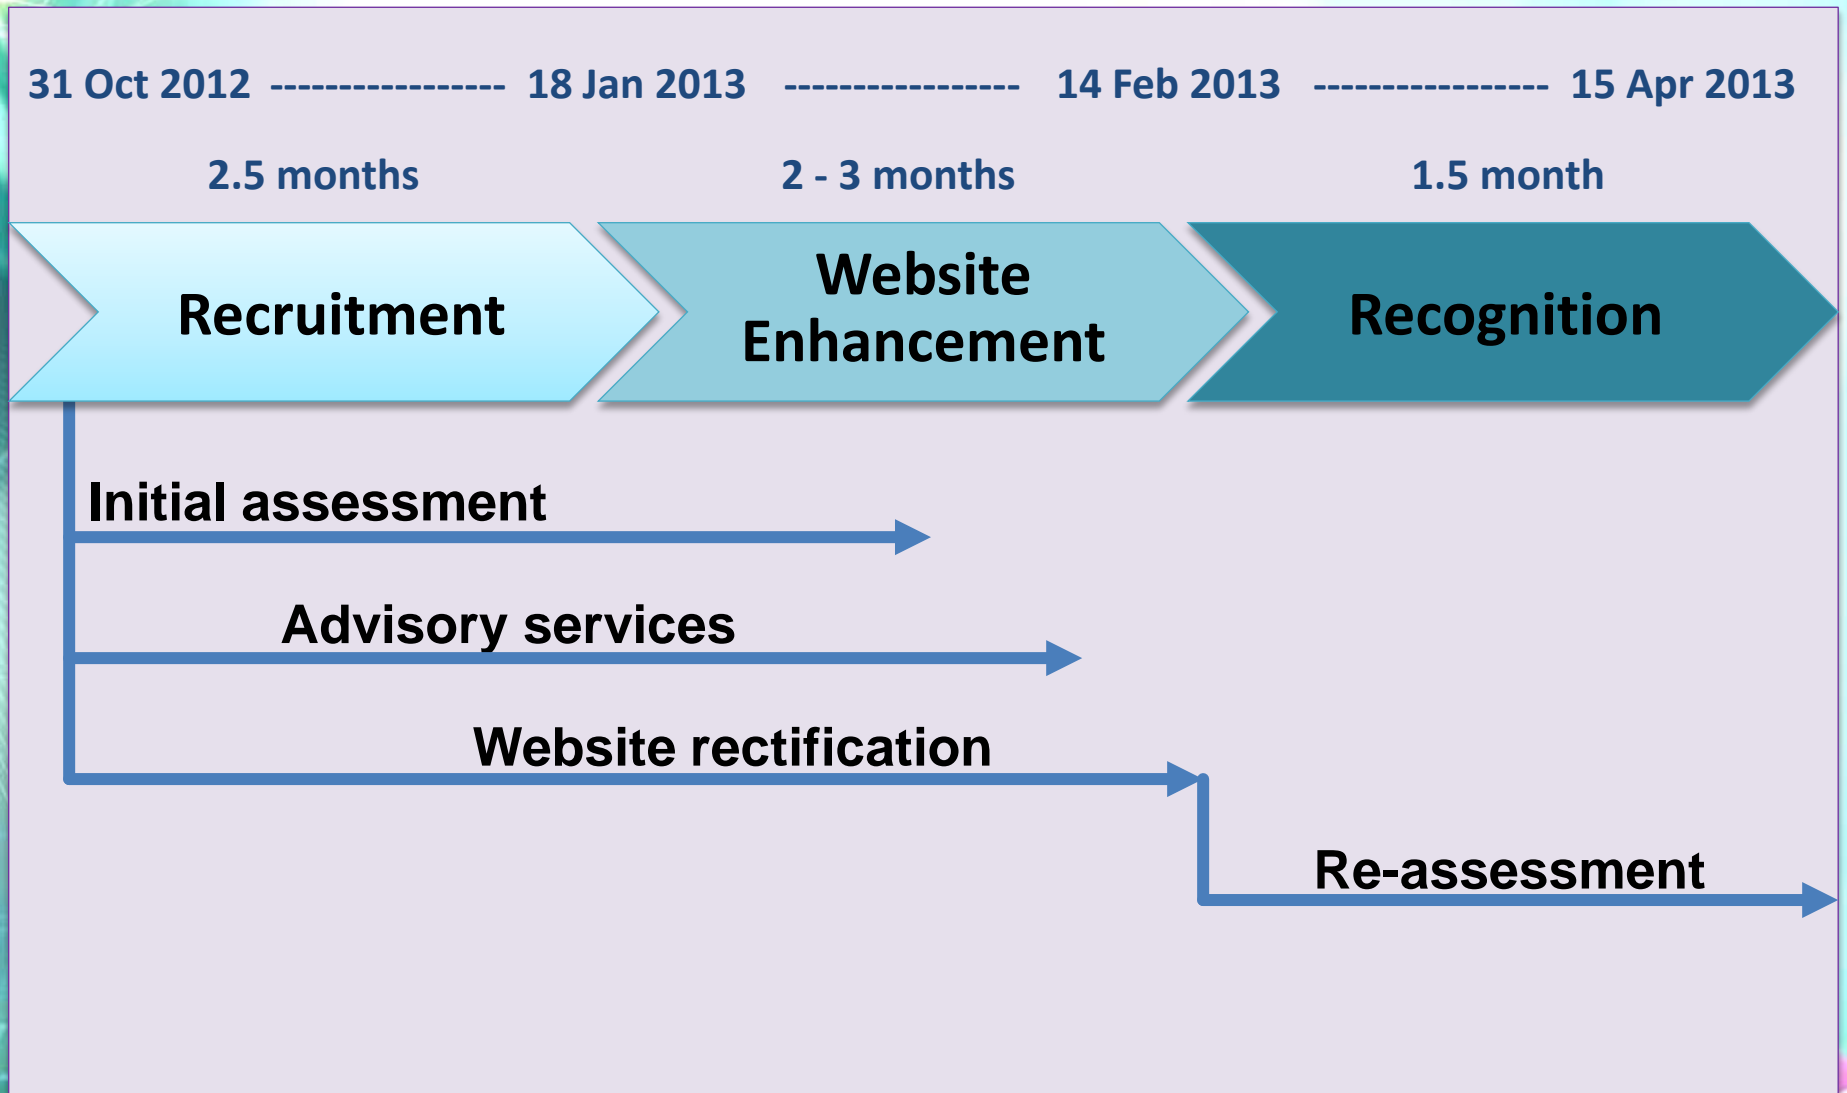 31 Oct 2012 ----------------- 18 Jan 2013 ----------------- 14 Feb 2013 ----------------- 15 Apr 2013
2.5 months 2 - 3 months 1.5 month
Recruitment
Website
Enhancement
Recognition
Initial assessment
Advisory services
Website rectification
Re-assessment